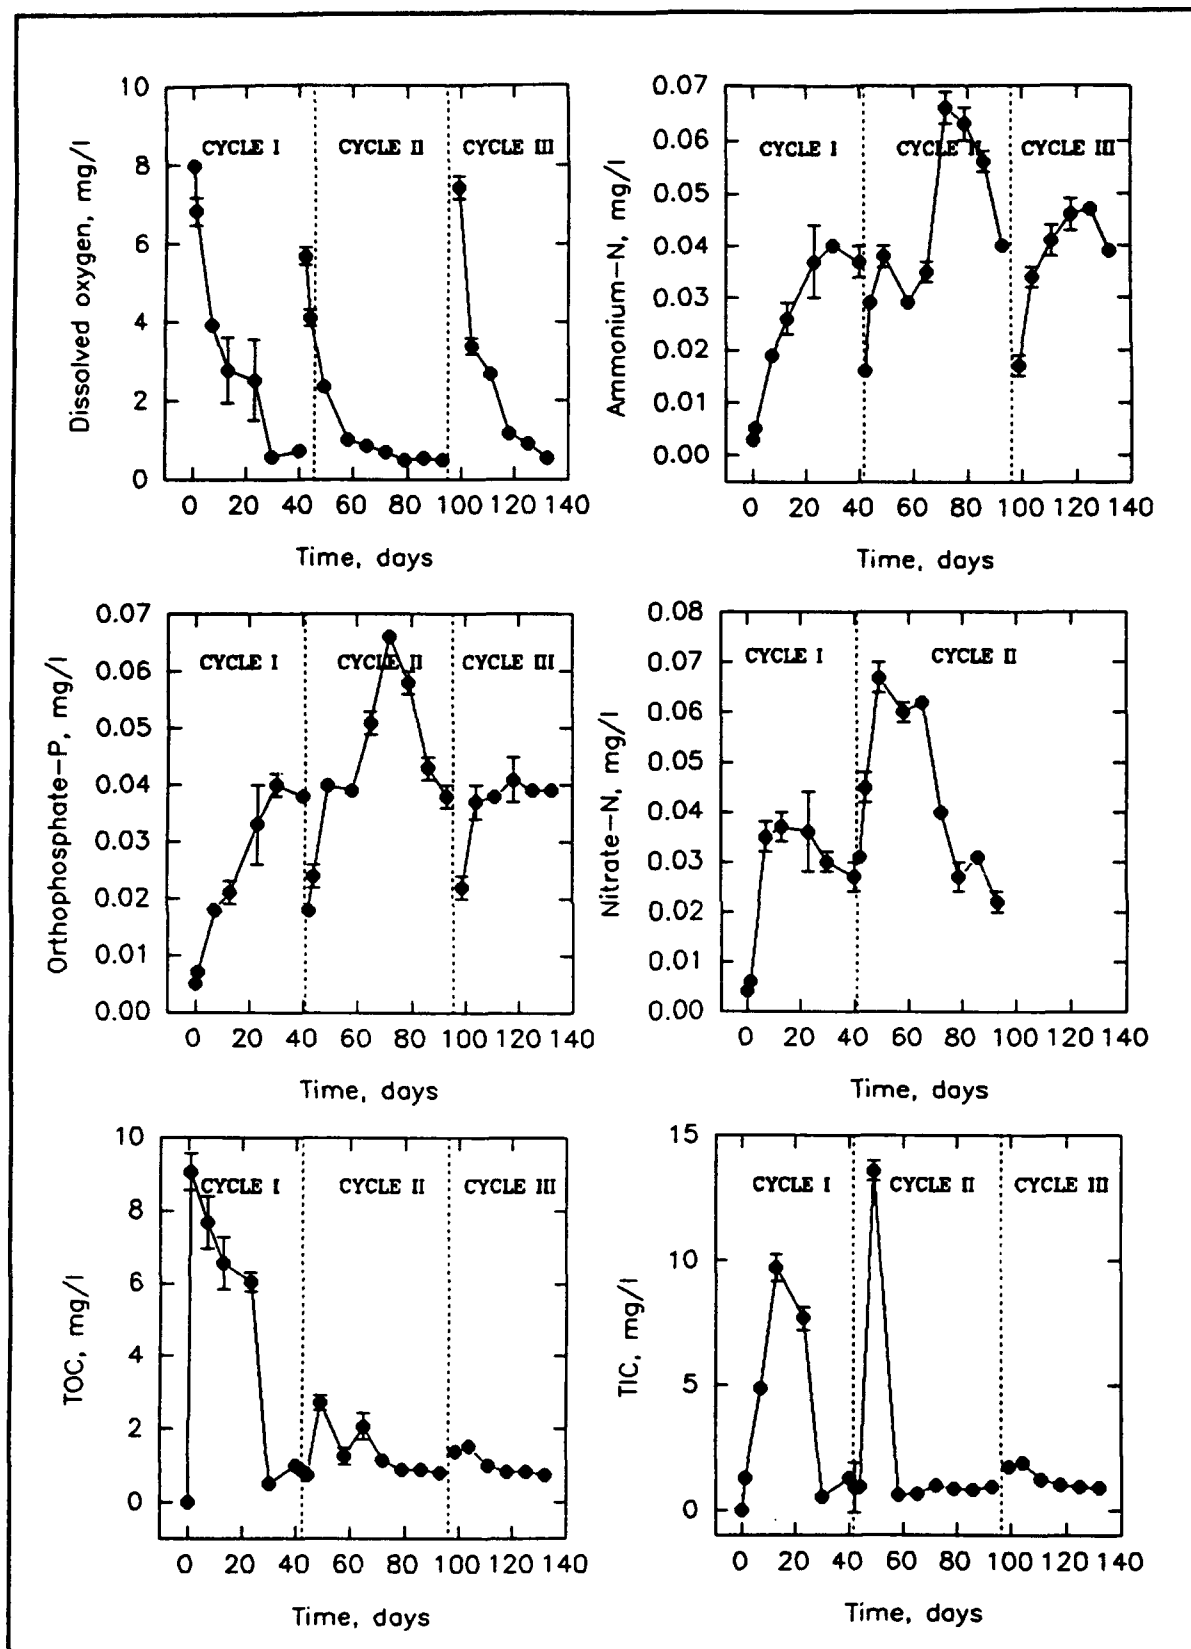 Dissolved oxygen, mg/l
10
8
6
4
2
0
CYCLE I CYCLE II CYCLE III
0 20 40 60 80 100 120 140
Time, days
Ammonium-N, mg/l
0.07
0.06
0.05
0.04
0.03
0.02
0.01
0.00
CYCLE I CYCLE II CYCLE III
0 20 40 60 80 100 120 140
Time, days
Orthophosphate-P, mg/l
0.07
0.06
0.05
0.04
0.03
0.02
0.01
0.00
CYCLE I CYCLE II CYCLE III
0 20 40 60 80 100 120 140
Time, days
Nitrate-N, mg/l
0.08
0.07
0.06
0.05
0.04
0.03
0.02
0.01
0.00
CYCLE I CYCLE II
0 20 40 60 80 100 120 140
Time, days
TOC, mg/l
10
8
6
4
2
0
CYCLE I CYCLE II CYCLE III
0 20 40 60 80 100 120 140
Time, days
TIC, mg/l
15
10
5
0
CYCLE I CYCLE II CYCLE III
0 20 40 60 80 100 120 140
Time, days